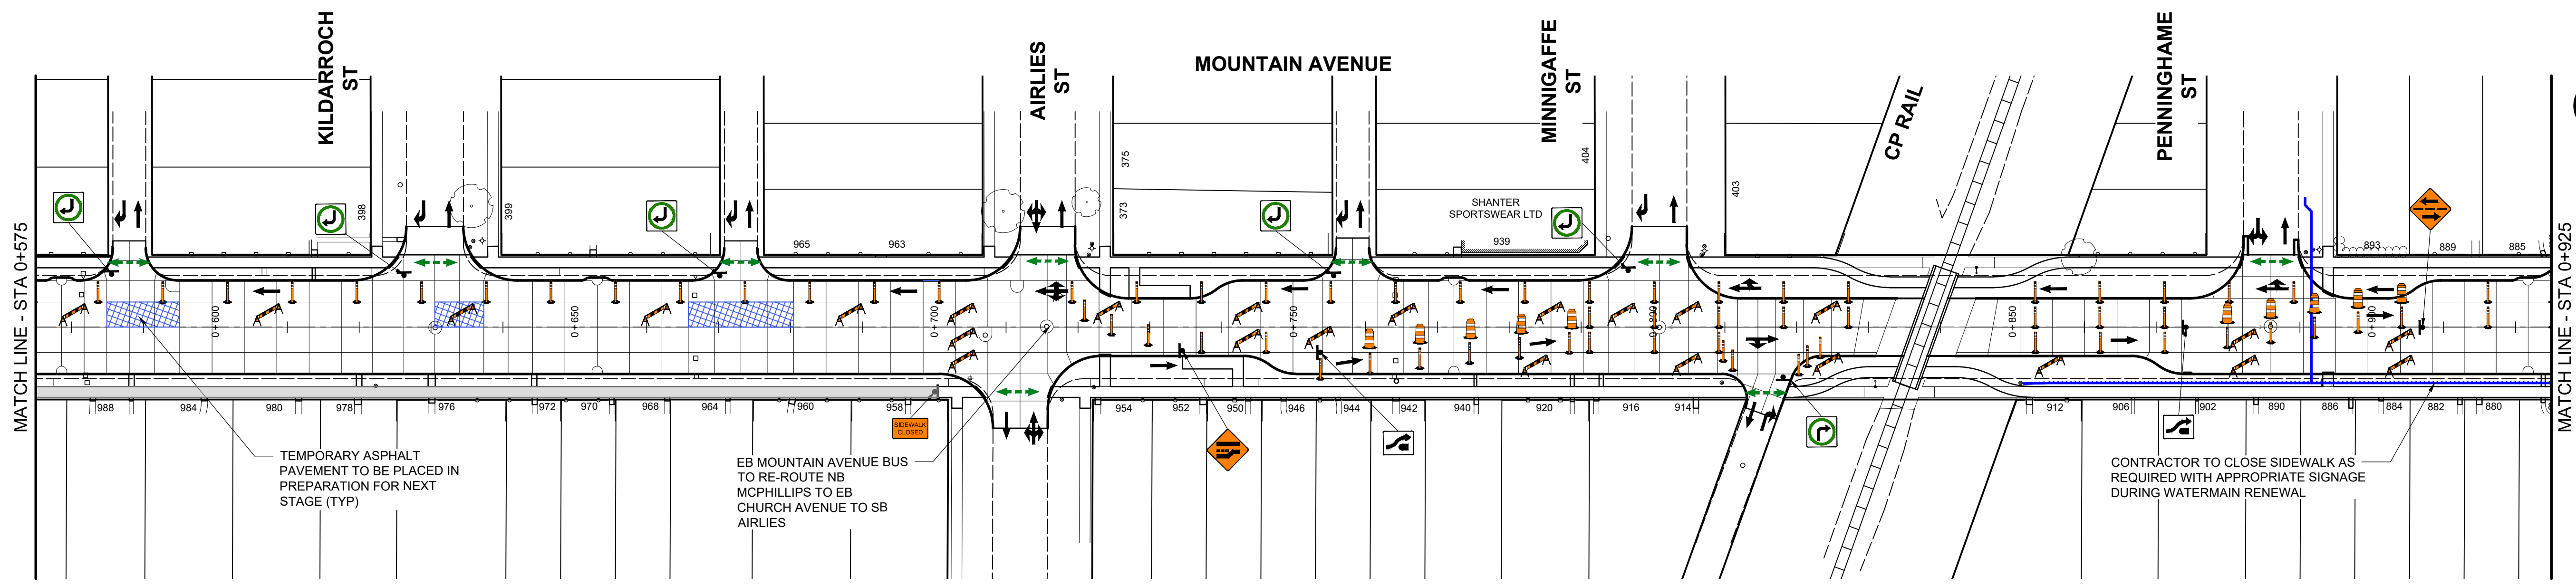 MATCH LINE - STA 0+575
KILDARROCH
ST
AIRLIES
ST
MOUNTAIN AVENUE
MINNIGAFFE
ST
CP RAIL
PENNINGHAME
ST
MATCH LINE - STA 0+925
398
399
965
963
375
373
SHANTER
SPORTSWEAR LTD
939
404
403
893
889
885
0+600
0+650
0+700
0+750
0+850
0+900
988
984
980
978
976
972
970
968
964
960
958
954
952
950
946
944
942
940
920
916
914
912
906
902
890
886
884
882
880
SIDEWALK
CLOSED
TEMPORARY ASPHALT
PAVEMENT TO BE PLACED IN
PREPARATION FOR NEXT
STAGE (TYP)
EB MOUNTAIN AVENUE BUS
TO RE-ROUTE NB
MCPHILLIPS TO EB
CHURCH AVENUE TO SB
AIRLIES
CONTRACTOR TO CLOSE SIDEWALK AS
REQUIRED WITH APPROPRIATE SIGNAGE
DURING WATERMAIN RENEWAL